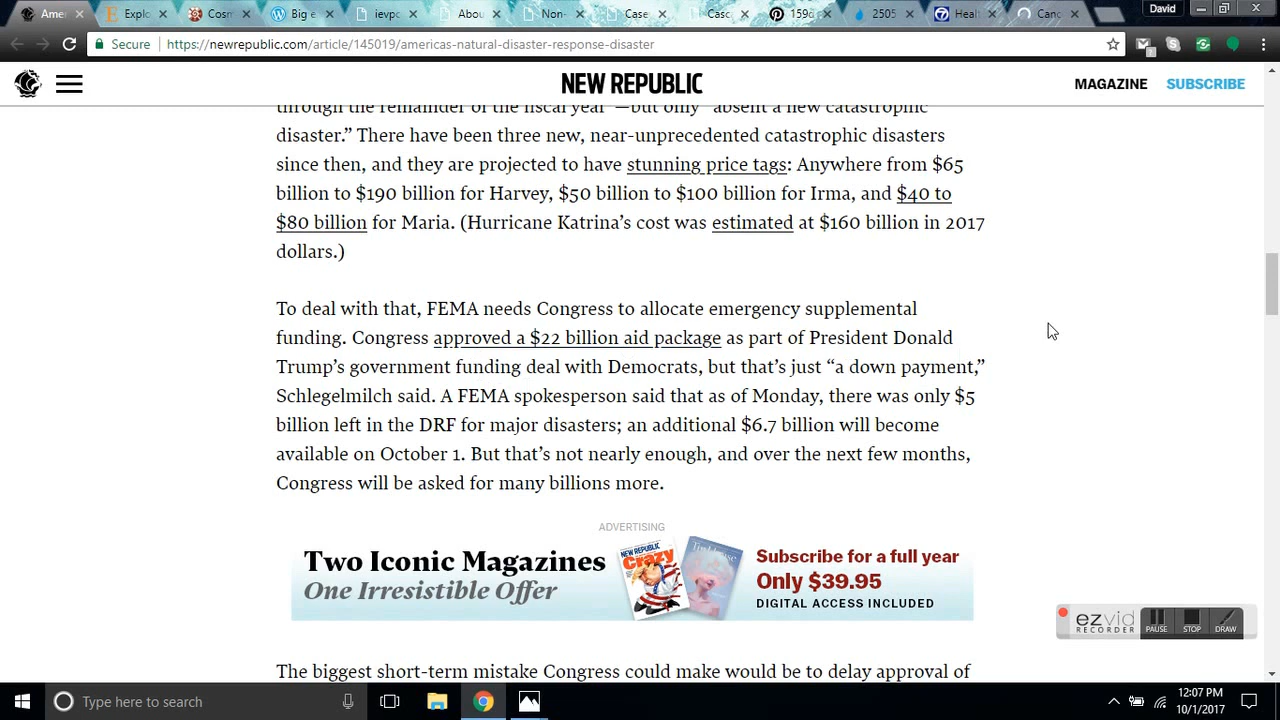 Amer
Explo
Cosm
Big e
ievpc
Abou
Non-
Case
Casc
159d
2505
Heal
Canc
David
Secure
https://newrepublic.com/article/145019/americas-natural-disaster-response-disaster
NEW REPUBLIC
MAGAZINE
SUBSCRIBE
through the remainder of the fiscal year”—but only “absent a new catastrophic
disaster.” There have been three new, near-unprecedented catastrophic disasters
since then, and they are projected to have stunning price tags: Anywhere from $65
billion to $190 billion for Harvey, $50 billion to $100 billion for Irma, and $40 to
$80 billion for Maria. (Hurricane Katrina’s cost was estimated at $160 billion in 2017
dollars.)
To deal with that, FEMA needs Congress to allocate emergency supplemental
funding. Congress approved a $22 billion aid package as part of President Donald
Trump’s government funding deal with Democrats, but that’s just “a down payment,”
Schlegelmilch said. A FEMA spokesperson said that as of Monday, there was only $5
billion left in the DRF for major disasters; an additional $6.7 billion will become
available on October 1. But that’s not nearly enough, and over the next few months,
Congress will be asked for many billions more.
ADVERTISING
Two Iconic Magazines
One Irresistible Offer
NEW REPUBLIC
Crazy
Subscribe for a full year
Only $39.95
DIGITAL ACCESS INCLUDED
ezvid
RECORDER
PAUSE
STOP
DRAW
The biggest short-term mistake Congress could make would be to delay approval of
Type here to search
12:07 PM
10/1/2017